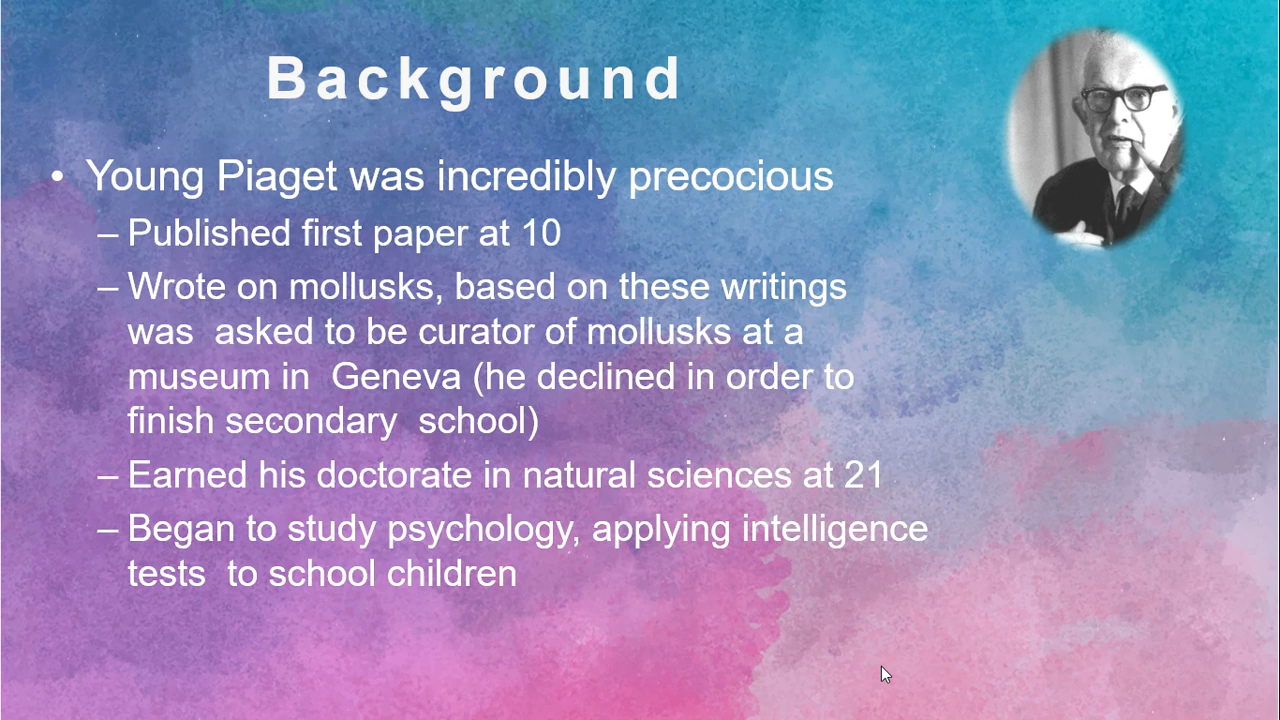 Background
• Young Piaget was incredibly precocious
– Published first paper at 10
– Wrote on mollusks, based on these writings
was  asked to be curator of mollusks at a
museum in  Geneva (he declined in order to
finish secondary  school)
– Earned his doctorate in natural sciences at 21
– Began to study psychology, applying intelligence
tests  to school children